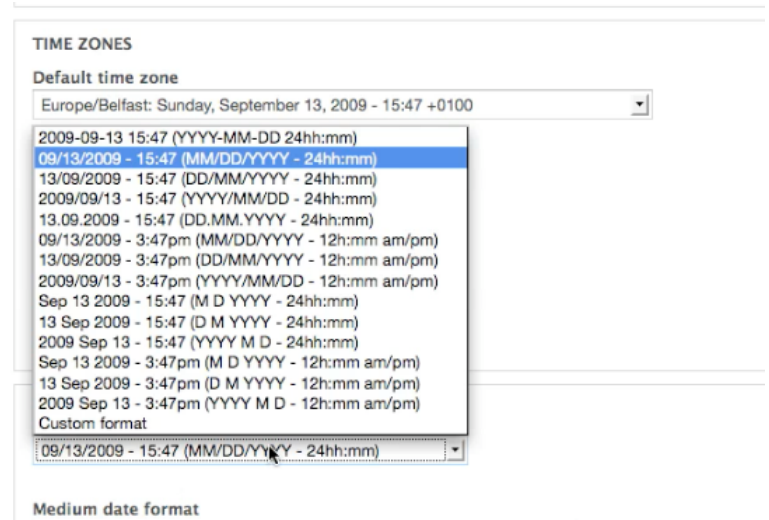 TIME ZONES
Default time zone
Europe/Belfast: Sunday, September 13, 2009 - 15:47 +0100
2009-09-13 15:47 (YYYY-MM-DD 24hh:mm)
09/13/2009 - 15:47 (MM/DD/YYYY - 24hh:mm)
13/09/2009 - 15:47 (DD/MM/YYYY - 24hh:mm)
2009/09/13 - 15:47 (YYYY/MM/DD - 24hh:mm)
13.09.2009 - 15:47 (DD.MM.YYYY - 24hh:mm)
09/13/2009 - 3:47pm (MM/DD/YYYY - 12h:mm am/pm)
13/09/2009 - 3:47pm (DD/MM/YYYY - 12h:mm am/pm)
2009/09/13 - 3:47pm (YYYY/MM/DD - 12h:mm am/pm)
Sep 13 2009 - 15:47 (M D YYYY - 24hh:mm)
13 Sep 2009 - 15:47 (D M YYYY - 24hh:mm)
2009 Sep 13 - 15:47 (YYYY M D - 24hh:mm)
Sep 13 2009 - 3:47pm (M D YYYY - 12h:mm am/pm)
13 Sep 2009 - 3:47pm (D M YYYY - 12h:mm am/pm)
2009 Sep 13 - 3:47pm (YYYY M D - 12h:mm am/pm)
Custom format
09/13/2009 - 15:47 (MM/DD/YYYY - 24hh:mm)
Medium date format